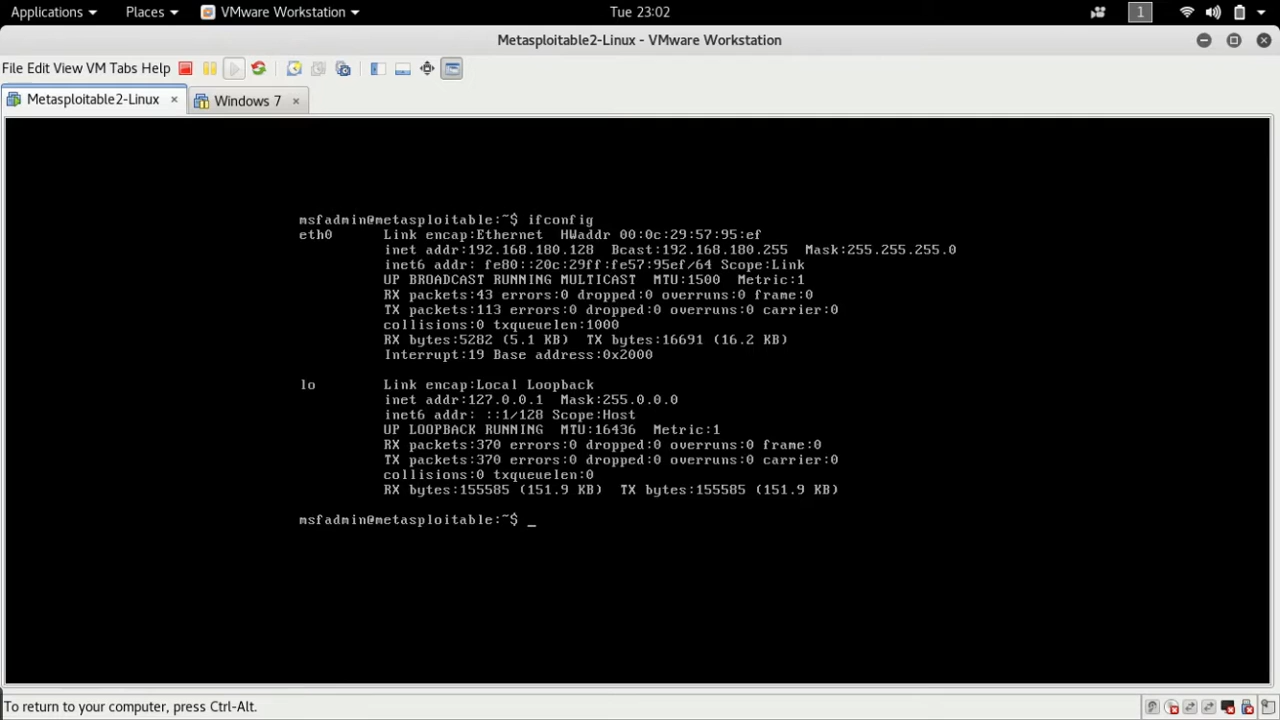 Applications Places VMware Workstation Tue 23:02 1
Metasploitable2-Linux - VMware Workstation
File Edit View VM Tabs Help
Metasploitable2-Linux × Windows 7 ×
msfadmin@metasploitable:~$ ifconfig
eth0 Link encap:Ethernet HWaddr 00:0c:29:57:95:ef
inet addr:192.168.180.128 Bcast:192.168.180.255 Mask:255.255.255.0
inet6 addr: fe80::20c:29ff:fe57:95ef/64 Scope:Link
UP BROADCAST RUNNING MULTICAST MTU:1500 Metric:1
RX packets:43 errors:0 dropped:0 overruns:0 frame:0
TX packets:113 errors:0 dropped:0 overruns:0 carrier:0
collisions:0 txqueuelen:1000
RX bytes:5282 (5.1 KB) TX bytes:16691 (16.2 KB)
Interrupt:19 Base address:0x2000
lo Link encap:Local Loopback
inet addr:127.0.0.1 Mask:255.0.0.0
inet6 addr: ::1/128 Scope:Host
UP LOOPBACK RUNNING MTU:16436 Metric:1
RX packets:370 errors:0 dropped:0 overruns:0 frame:0
TX packets:370 errors:0 dropped:0 overruns:0 carrier:0
collisions:0 txqueuelen:0
RX bytes:155585 (151.9 KB) TX bytes:155585 (151.9 KB)
msfadmin@metasploitable:~$ _
To return to your computer, press Ctrl-Alt.